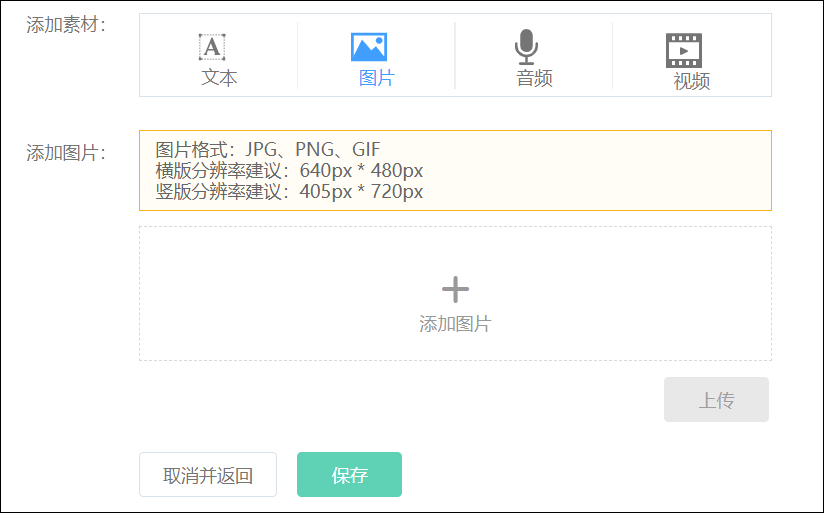 添加素材：
文本
图片
音频
视频
添加图片：
图片格式：JPG、PNG、GIF
横版分辨率建议：640px * 480px
竖版分辨率建议：405px * 720px
添加图片
上传
取消并返回
保存